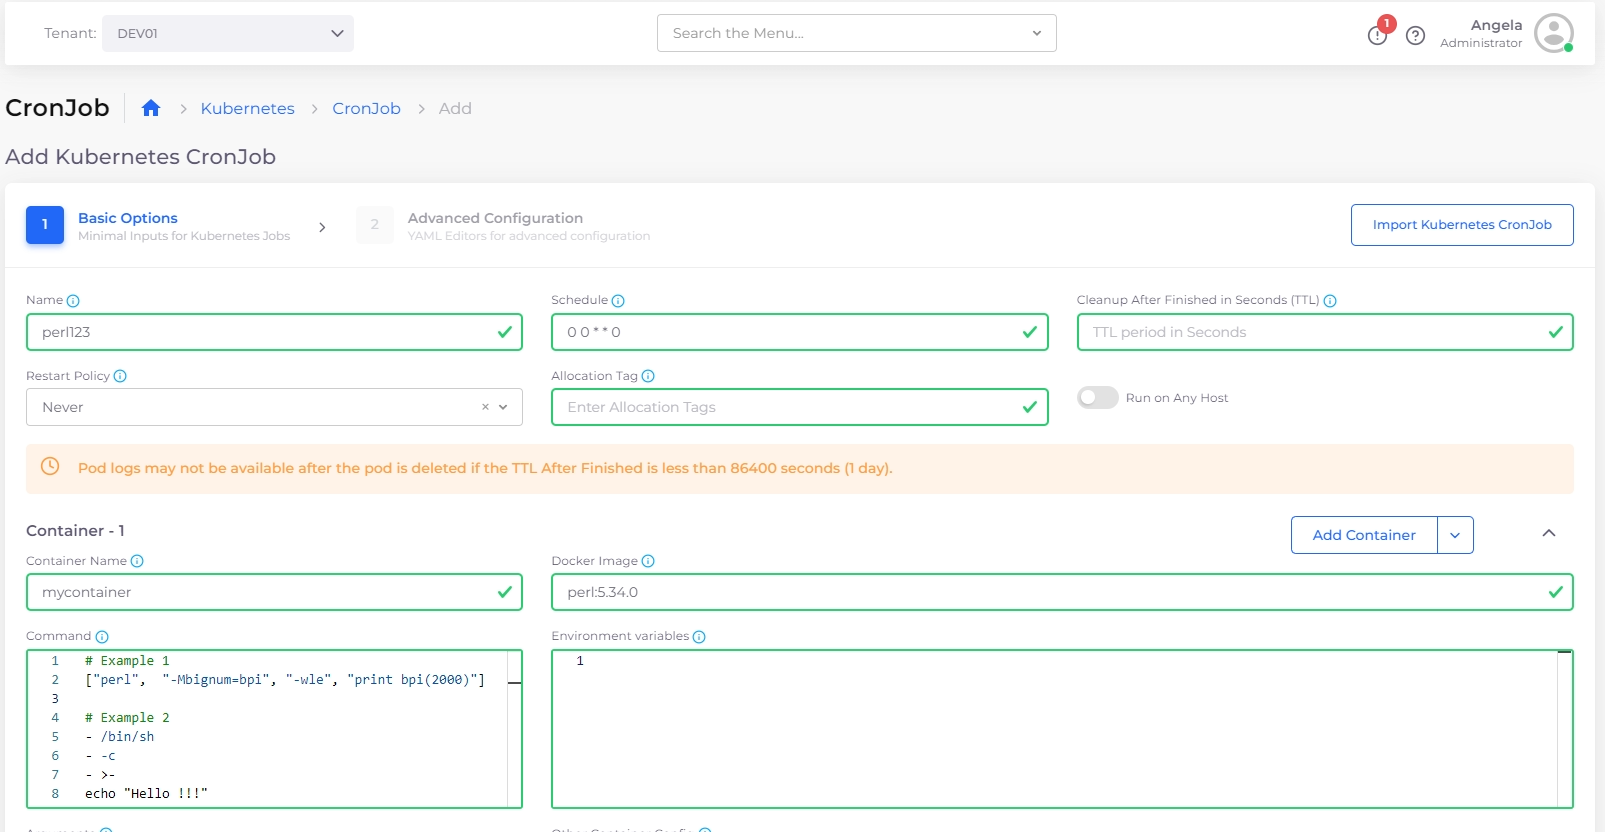 Tenant: DEV01 Search the Menu... 1 Angela
Administrator
CronJob > Kubernetes > CronJob > Add
Add Kubernetes CronJob
1 Basic Options
Minimal Inputs for Kubernetes Jobs
2 Advanced Configuration
YAML Editors for advanced configuration
Import Kubernetes CronJob
Name
perl123
Schedule
0 0 * * 0
Cleanup After Finished in Seconds (TTL)
TTL period in Seconds
Restart Policy
Never
Allocation Tag
Enter Allocation Tags
Run on Any Host
Pod logs may not be available after the pod is deleted if the TTL After Finished is less than 86400 seconds (1 day).
Container - 1
Add Container
Container Name
mycontainer
Docker Image
perl:5.34.0
Command
1 # Example 1
2 ["perl", "-Mbignum=bpi", "-wle", "print bpi(2000)"]
3
4 # Example 2
5 - /bin/sh
6 - -c
7 - >-
8 echo "Hello !!!"
Environment variables
1